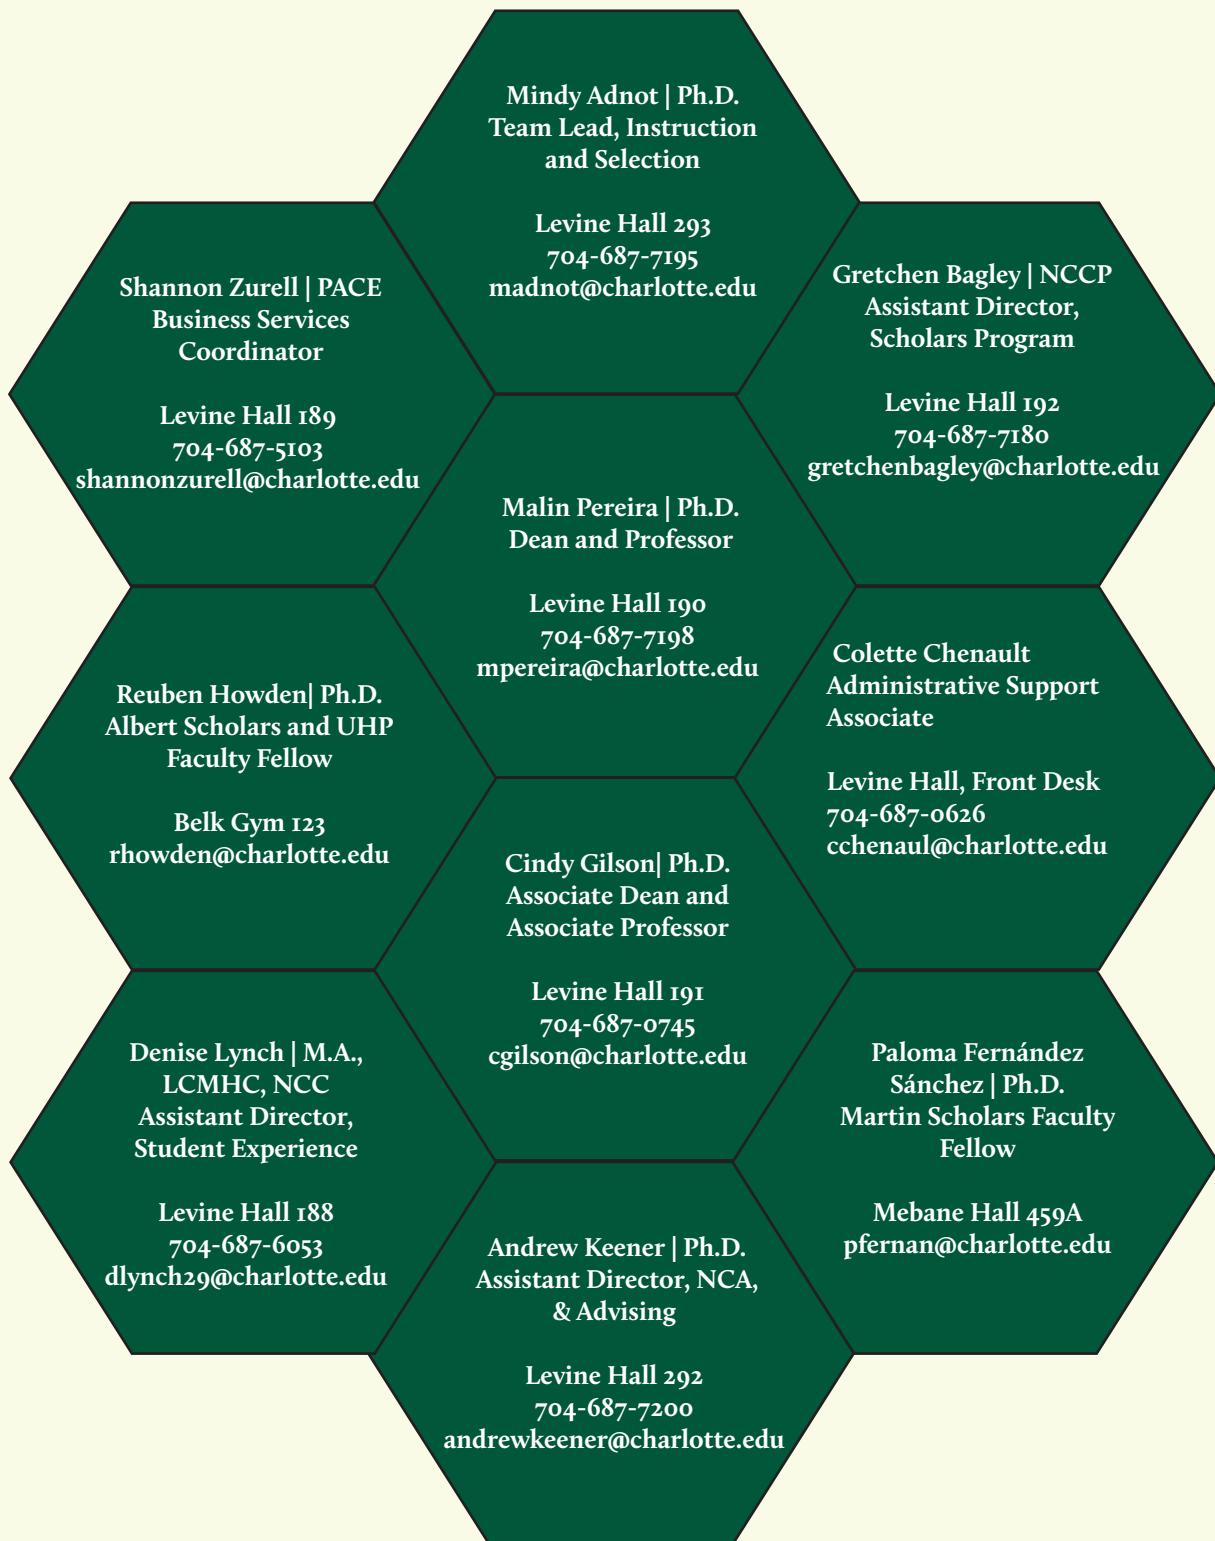 Mindy Adnot | Ph.D.
Team Lead, Instruction
and Selection
Levine Hall 293
704-687-7195
madnot@charlotte.edu
Shannon Zurell | PACE
Business Services
Coordinator
Levine Hall 189
704-687-5103
shannonzurell@charlotte.edu
Gretchen Bagley | NCCP
Assistant Director,
Scholars Program
Levine Hall 192
704-687-7180
gretchenbagley@charlotte.edu
Malin Pereira | Ph.D.
Dean and Professor
Levine Hall 190
704-687-7198
mpereira@charlotte.edu
Reuben Howden| Ph.D.
Albert Scholars and UHP
Faculty Fellow
Belk Gym 123
rhowden@charlotte.edu
Colette Chenault
Administrative Support
Associate
Levine Hall, Front Desk
704-687-0626
cchenaul@charlotte.edu
Cindy Gilson| Ph.D.
Associate Dean and
Associate Professor
Levine Hall 191
704-687-0745
cgilson@charlotte.edu
Denise Lynch | M.A.,
LCMHC, NCC
Assistant Director,
Student Experience
Levine Hall 188
704-687-6053
dlynch29@charlotte.edu
Paloma Fernández
Sánchez | Ph.D.
Martin Scholars Faculty
Fellow
Mebane Hall 459A
pfernan@charlotte.edu
Andrew Keener | Ph.D.
Assistant Director, NCA,
& Advising
Levine Hall 292
704-687-7200
andrewkeener@charlotte.edu